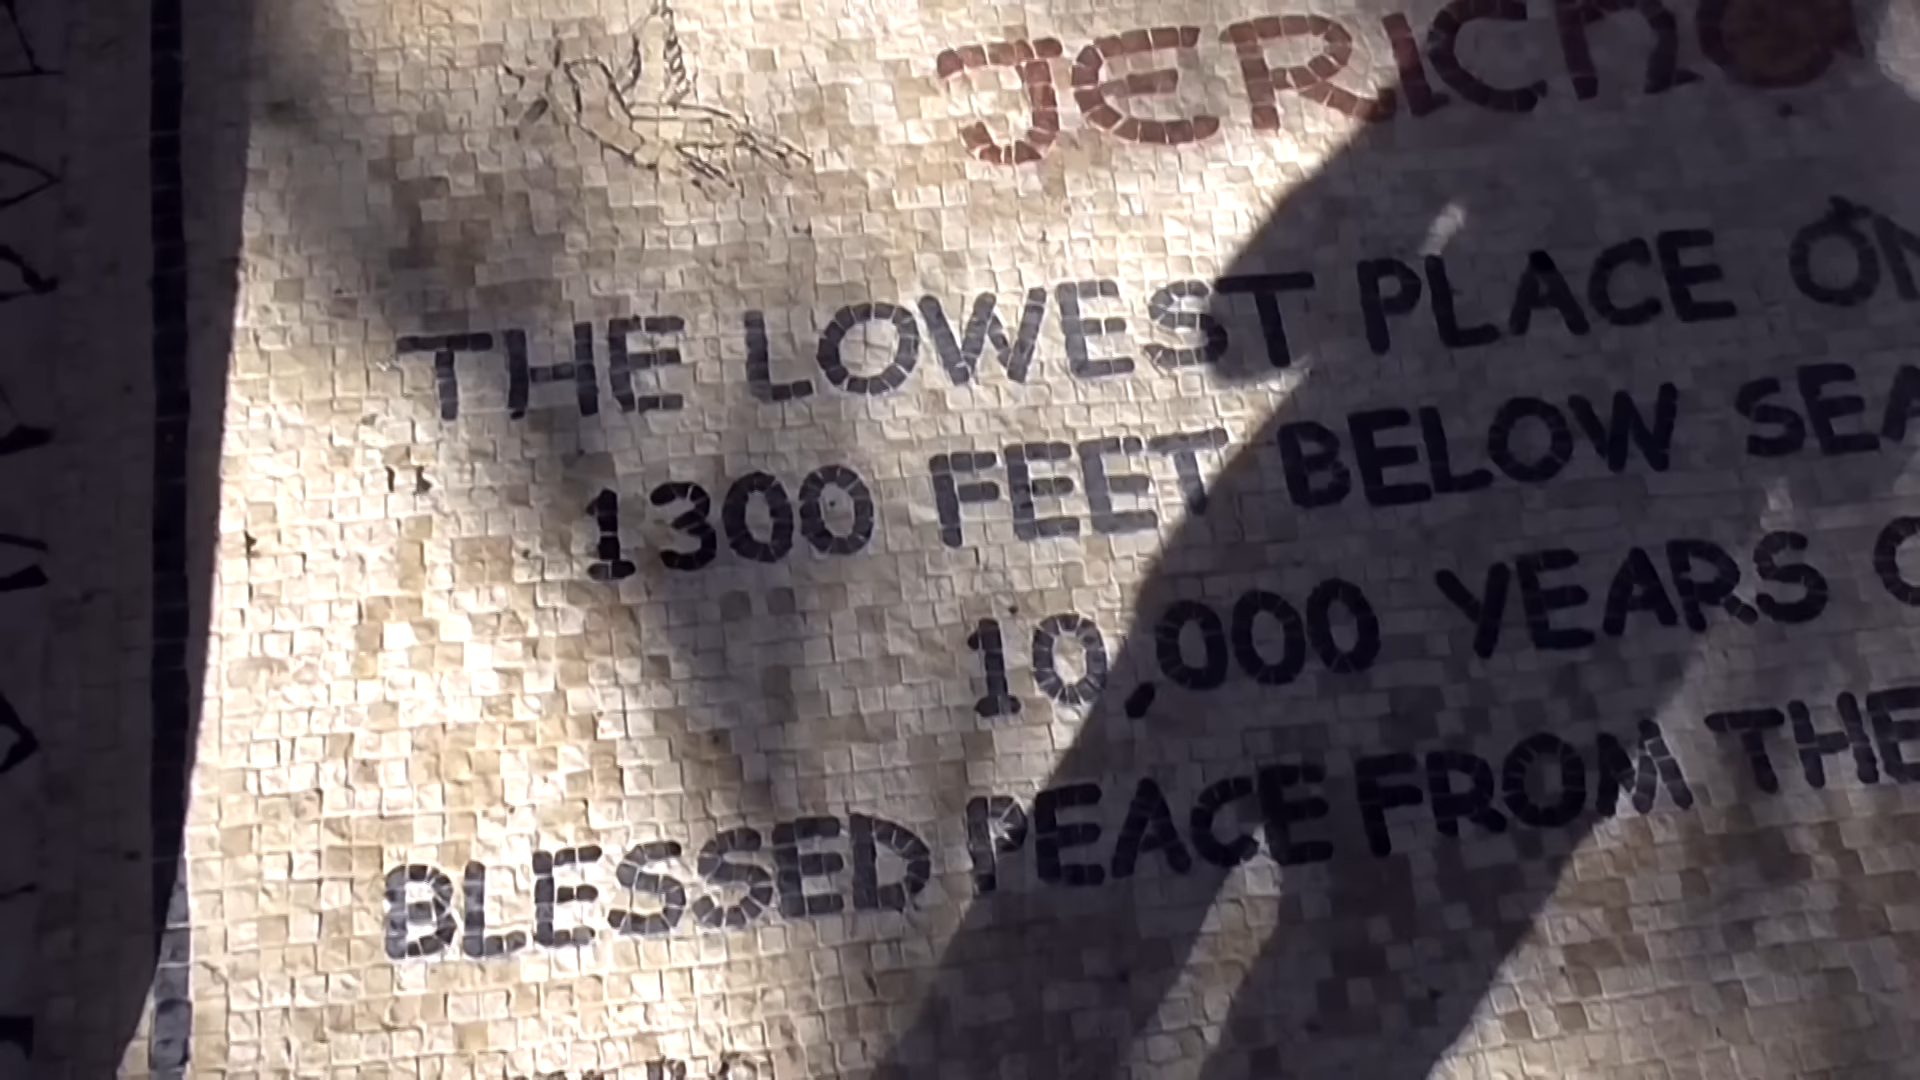 JERICHO
THE LOWEST PLACE ON
1300 FEET BELOW SEA
10,000 YEARS
BLESSED PEACE FROM THE